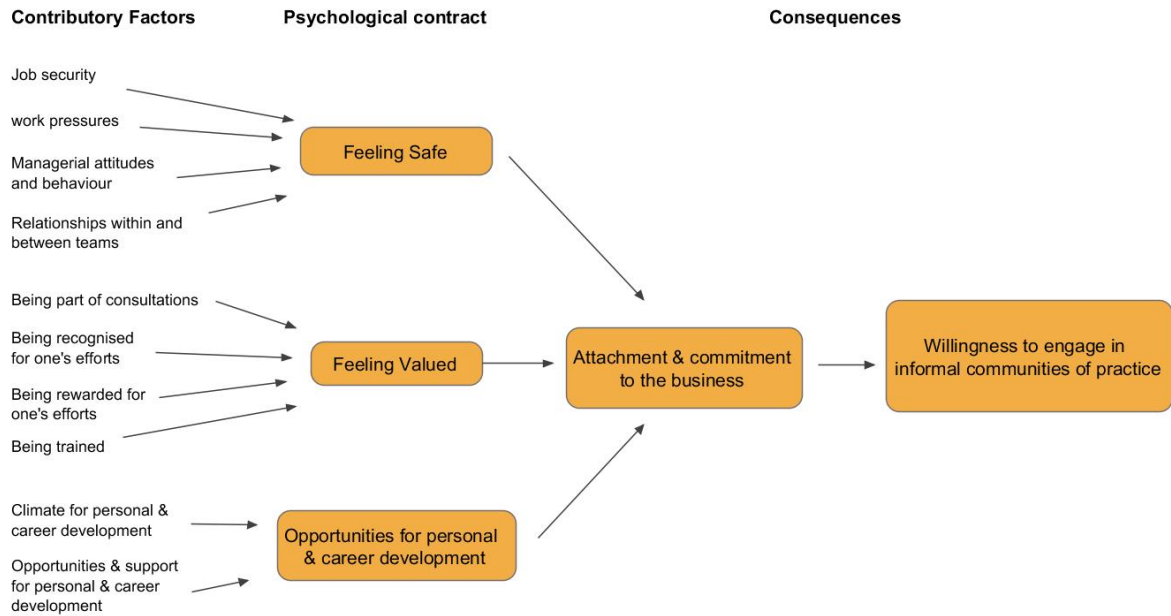 Contributory Factors
Psychological contract
Consequences
Job security
work pressures
Managerial attitudes
and behaviour
Relationships within and
between teams
Feeling Safe
Being part of consultations
Being recognised
for one's efforts
Being rewarded for
one's efforts
Being trained
Feeling Valued
Attachment & commitment
to the business
Willingness to engage in
informal communities of practice
Climate for personal &
career development
Opportunities & support
for personal & career
development
Opportunities for personal
& career development